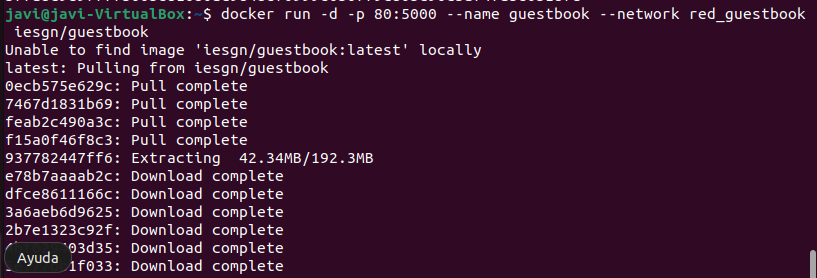 javi@javi-VirtualBox:~$ docker run -d -p 80:5000 --name guestbook --network red_guestbook
iesgn/guestbook
Unable to find image 'iesgn/guestbook:latest' locally
latest: Pulling from iesgn/guestbook
0ecb575e629c: Pull complete
7467d1831b69: Pull complete
feab2c490a3c: Pull complete
f15a0f46f8c3: Pull complete
937782447ff6: Extracting  42.34MB/192.3MB
e78b7aaaab2c: Download complete
dfce8611166c: Download complete
3a6aeb6d9625: Download complete
2b7e1323c92f: Download complete
03d35: Download complete
Ayuda
1f033: Download complete